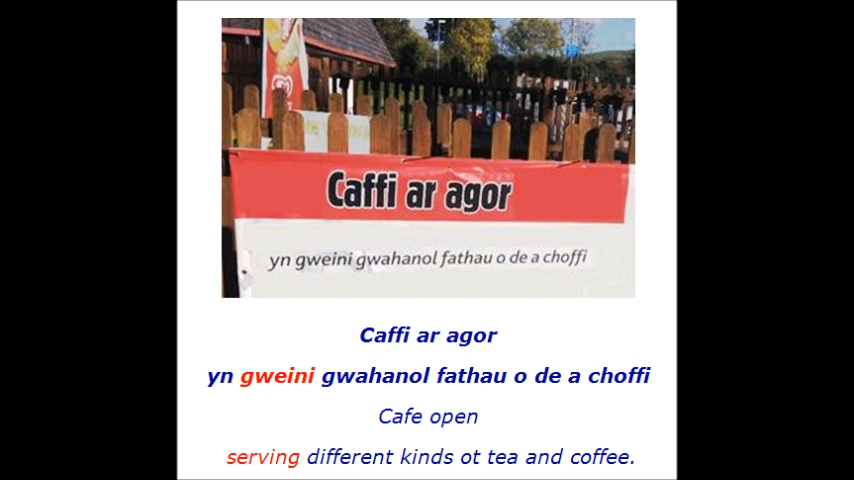 Caffi ar agor
yn gweini gwahanol fathau o de a choffi
Caffi ar agor
yn gweini gwahanol fathau o de a choffi
Cafe open
serving different kinds ot tea and coffee.